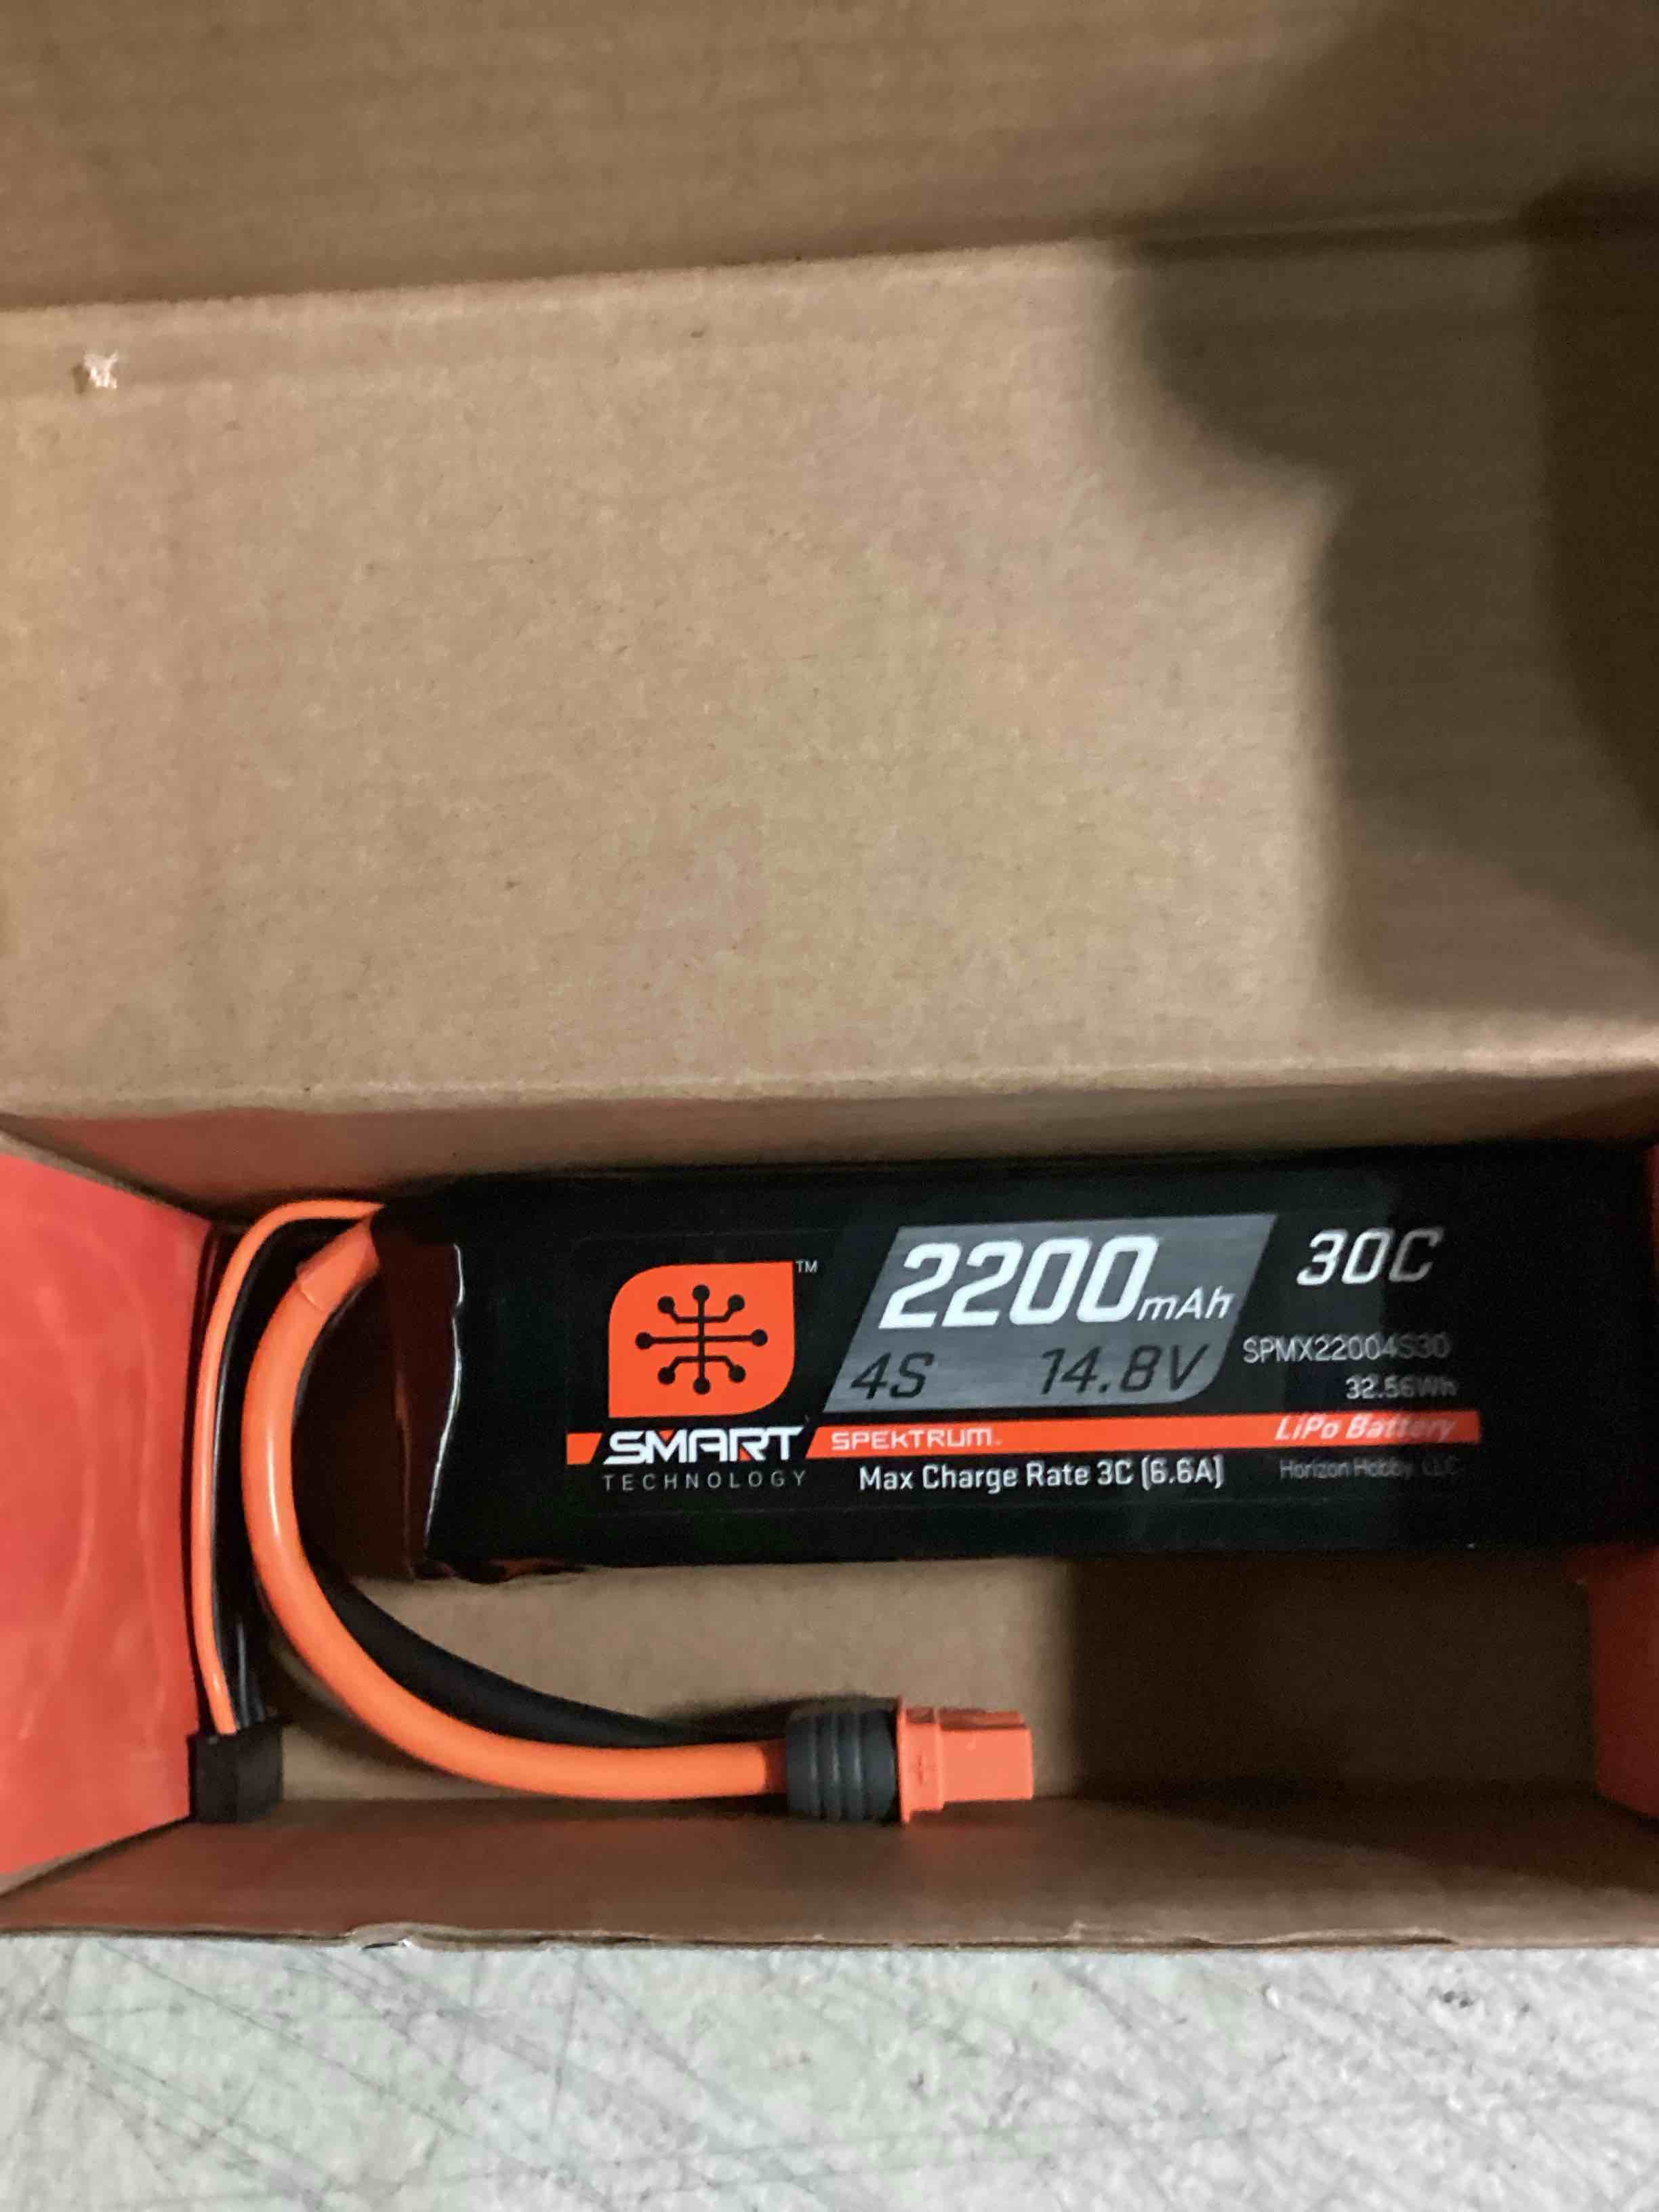 TM
2200mAh
30C
4S 14.8V
SPMX22004S30
32.56Wh
SMART
SPEKTRUM
LiPo Battery
TECHNOLOGY
Max Charge Rate 3C (6.6A)
Horizon Hobby, LLC
+